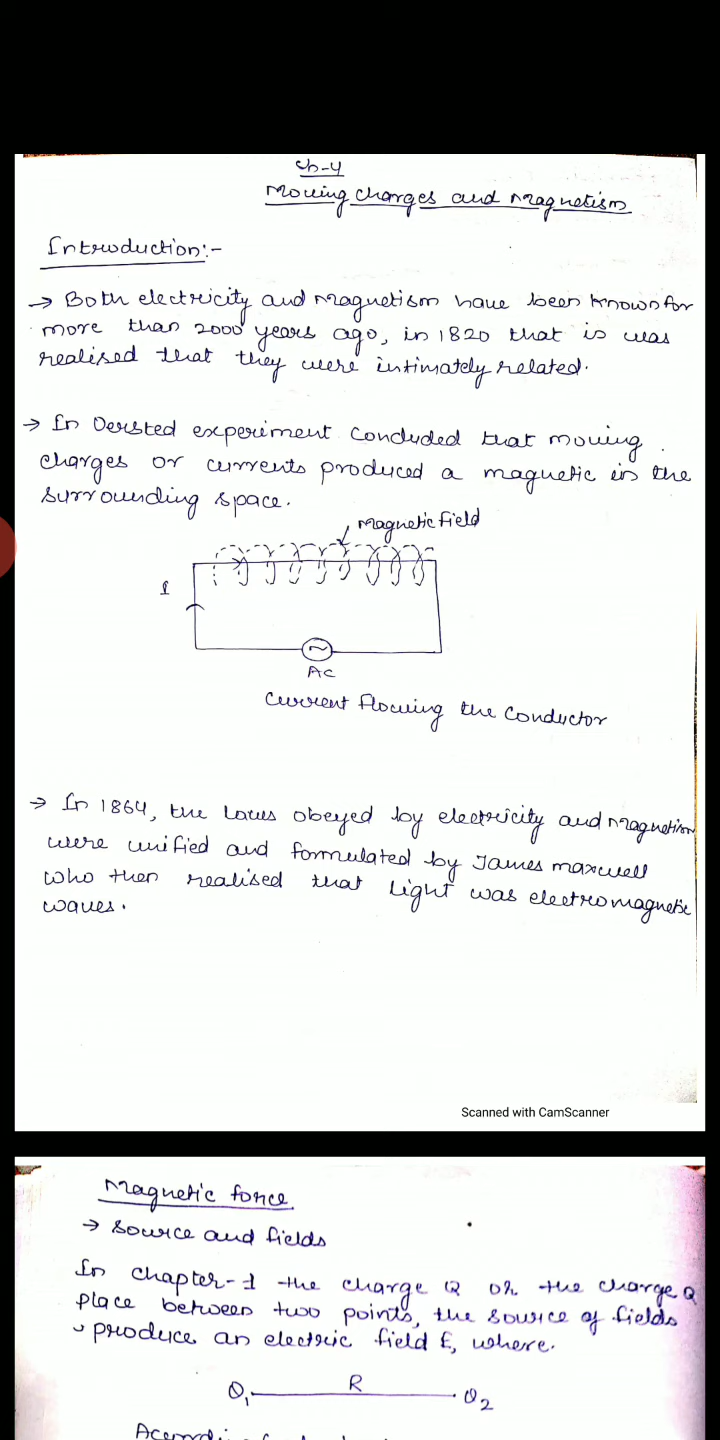 Ch-4
Moving charges and Magnetism
Introduction:-
→ Both electricity and Magnetism have been known for
more than 2000 years ago, in 1820 that is was
realised that they were intimately related.
→ In Oersted experiment concluded that moving
charges or currents produced a magnetic in the
surrounding space.
Magnetic field
I
AC
Current flowing the conductor
→ In 1864, the laws obeyed by electricity and Magnetism
were unified and formulated by James maxwell
who then realised that light was electromagnetic
waves.
Scanned with CamScanner
Magnetic force
→ Source and fields
In chapter-1 the charge Q or the charge Q
place between two points, the source of fields
produce an electric field E, where.
Q1 R Q2